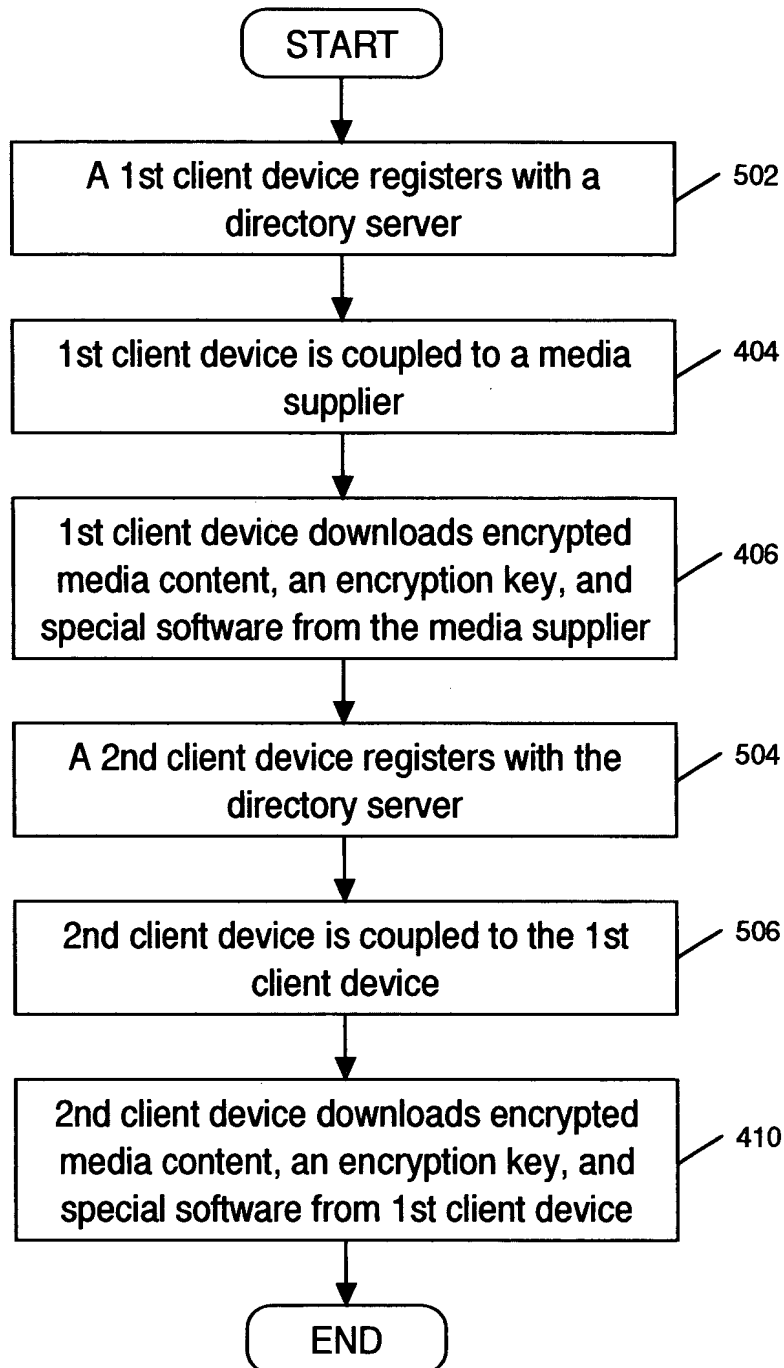 START
A 1st client device registers with a
directory server
502
1st client device is coupled to a media
supplier
404
1st client device downloads encrypted
media content, an encryption key, and
special software from the media supplier
406
A 2nd client device registers with the
directory server
504
2nd client device is coupled to the 1st
client device
506
2nd client device downloads encrypted
media content, an encryption key, and
special software from 1st client device
410
END